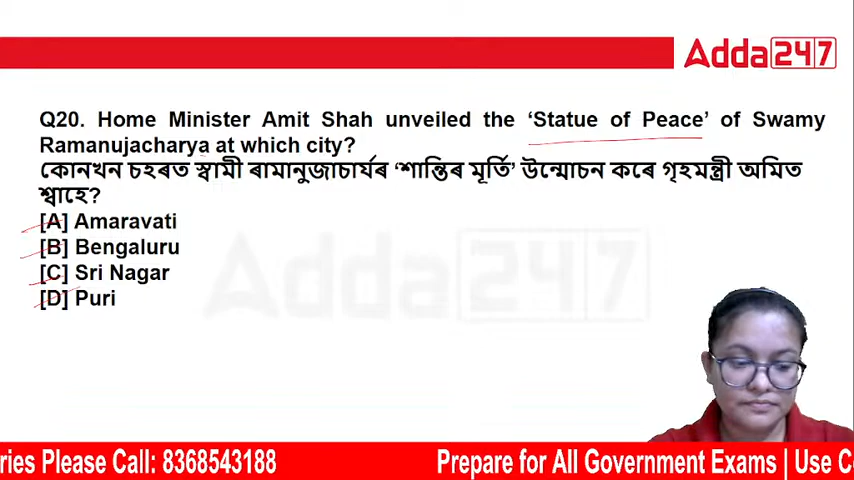 Adda247
Q20. Home Minister Amit Shah unveiled the ‘Statue of Peace’ of Swamy
Ramanujacharya at which city?
কোনখন চহৰত স্বামী ৰামানুজাচাৰ্যৰ ‘শান্তিৰ মূৰ্তি’ উন্মোচন কৰে গৃহমন্ত্ৰী অমিত
শ্বাহে?
[A] Amaravati
[B] Bengaluru
[C] Sri Nagar
[D] Puri
Adda247
ries Please Call: 8368543188 Prepare for All Government Exams | Use C